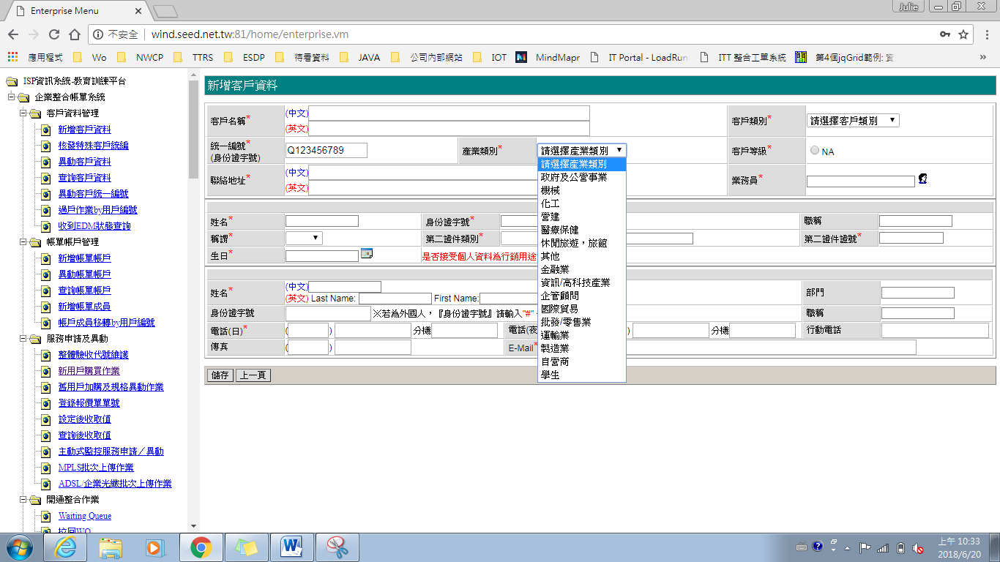 Enterprise Menu
Julie
不安全 wind.seed.net.tw:81/home/enterprise.vm
應用程式 Wo NWCP TTRS ESDP 待看資料 JAVA 公司內部網站 IOT MindMapr IT Portal - LoadRun ITT 整合工單系統 第4個jqGrid範例: 資 »
ISP資訊系統-教育訓練平台
企業整合帳單系統
客戶資料管理
新增客戶資料
核發特殊客戶統編
異動客戶資料
查詢客戶資料
異動客戶統一編號
過戶作業by用戶編號
收到EDM狀態查詢
帳單帳戶管理
新增帳單帳戶
異動帳單帳戶
查詢帳單帳戶
新增帳單成員
帳戶成員移轉by用戶編號
服務申請及異動
整體驗收代號維護
新用戶購買作業
舊用戶加購及規格異動作業
登錄報價單單號
設定後收取值
查詢後收取值
主動式監控服務申請／異動
MPLS批次上傳作業
ADSL/企業光纖批次上傳作業
開通整合作業
Waiting Queue
拉回WO
新增客戶資料
客戶名稱* (中文) 客戶類別* 請選擇客戶類別
(英文)
統一編號* Q123456789 產業類別* 請選擇產業類別 客戶等級* NA
(身份證字號)
聯絡地址* (中文) 業務員*
(英文)
請選擇產業類別
政府及公營事業
機械
化工
營建
醫療保健
休閒旅遊，旅館
其他
金融業
資訊/高科技產業
企管顧問
國際貿易
批發/零售業
運輸業
製造業
自營商
學生
姓名* 身份證字號* 職稱
稱謂* 第二證件類別* 第二證件證號*
生日* 是否接受個人資料為行銷用途
姓名* (中文) 部門
(英文) Last Name: First Name:
身份證字號 ※若為外國人，『身份證字號』請輸入"#" 職稱
電話(日)* ( ) 分機 電話(夜 ) 分機 行動電話
傳真 ( ) E-Mail*
儲存 上一頁
上午 10:33
2018/6/20